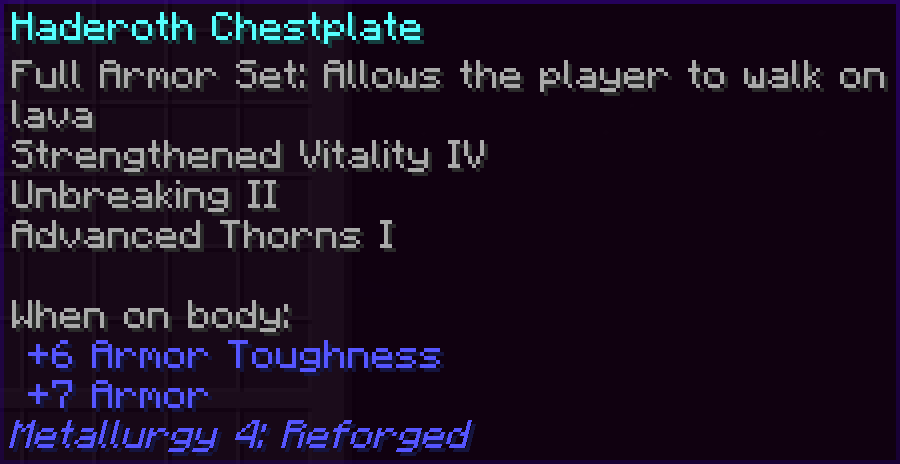 Haderoth Chestplate
Full Armor Set: Allows the player to walk on
lava
Strengthened Vitality IV
Unbreaking II
Advanced Thorns I
When on body:
+6 Armor Toughness
+7 Armor
Metallurgy 4: Reforged